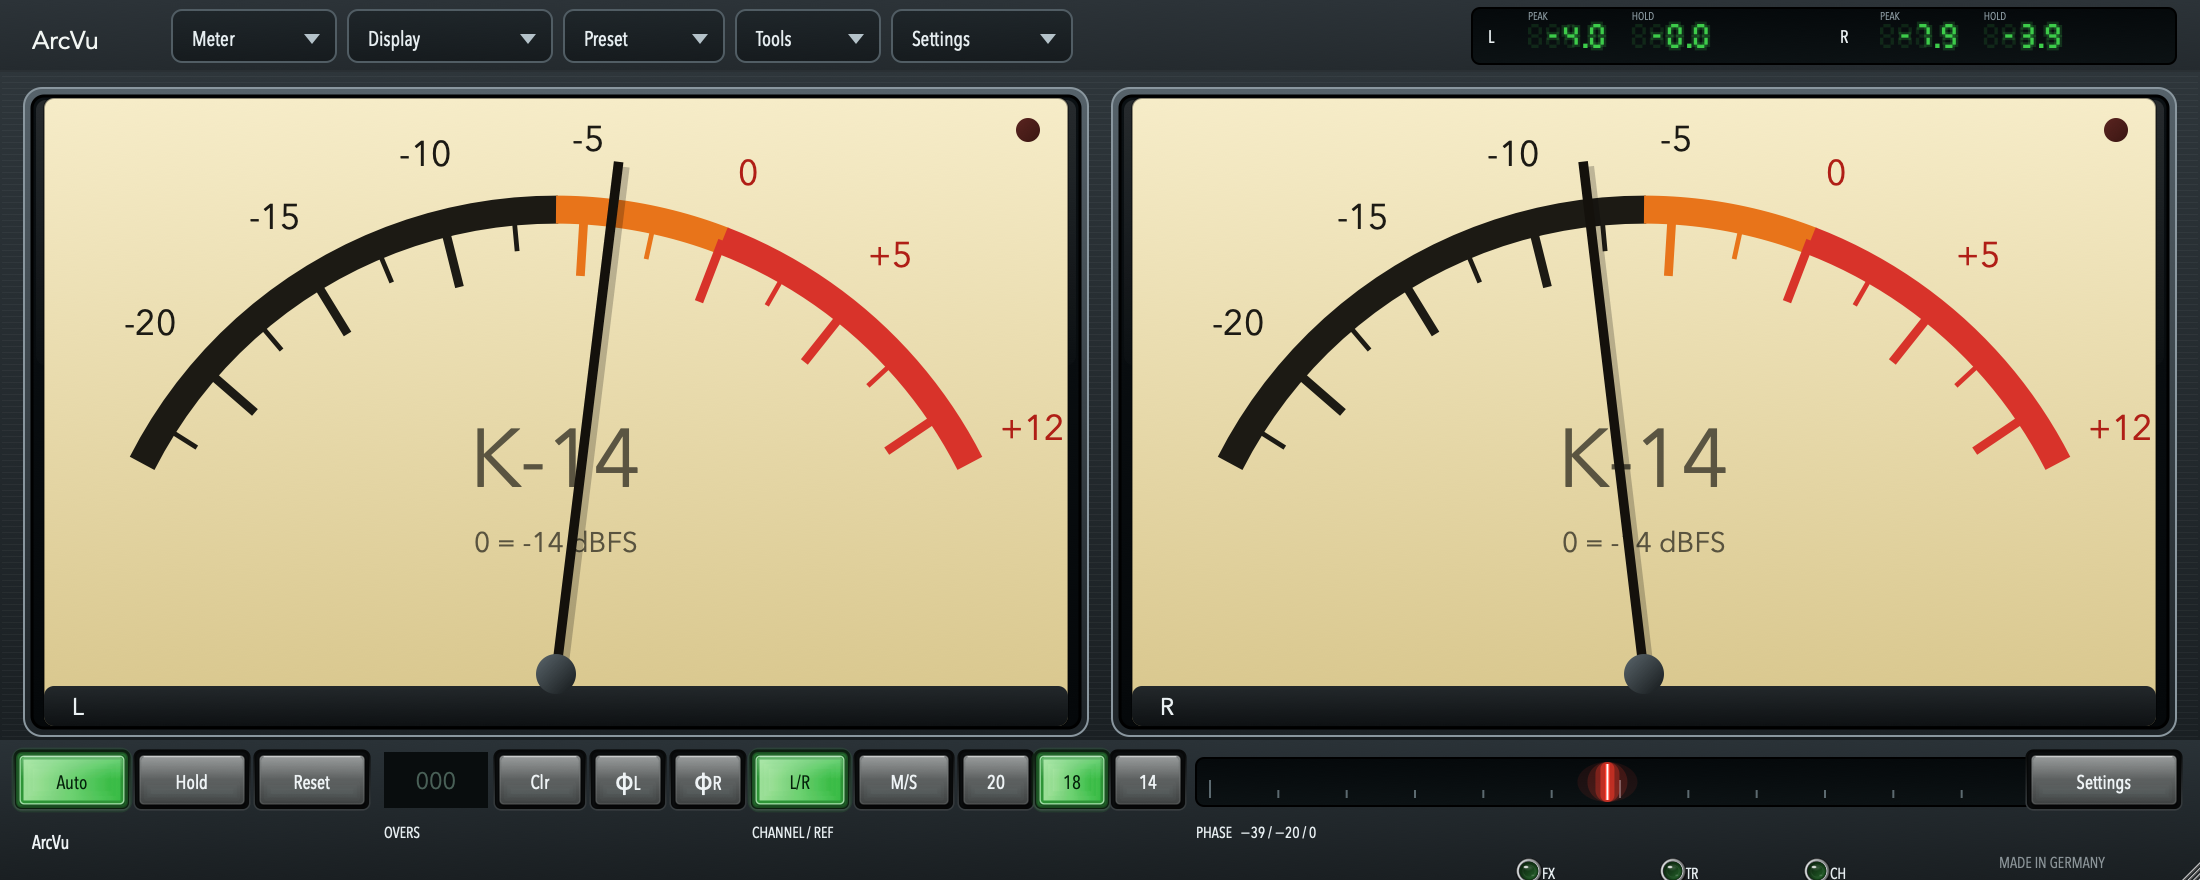 ArcVu
Meter
Display
Preset
Tools
Settings
L
PEAK
-4.0
HOLD
-0.0
R
PEAK
-7.9
HOLD
-3.9
-20
-15
-10
-5
0
+5
+12
K-14
0 = -14 dBFS
L
-20
-15
-10
-5
0
+5
+12
K-14
0 = -14 dBFS
R
Auto
Hold
Reset
000
Clr
ΦL
ΦR
L/R
M/S
20
18
14
Settings
ArcVu
OVERS
CHANNEL / REF
PHASE −39 / −20 / 0
FX
TR
CH
MADE IN GERMANY